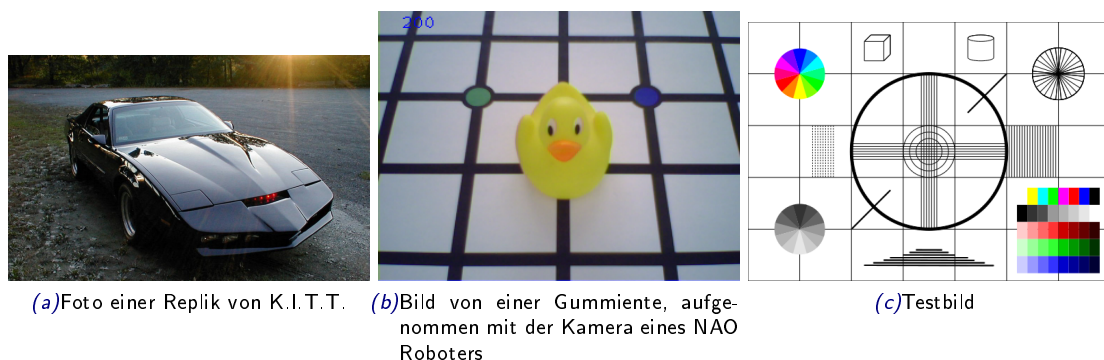 200
(a) Foto einer Replik von K.I.T.T.
(b) Bild von einer Gummiente, aufge-
nommen mit der Kamera eines NAO
Roboters
(c) Testbild